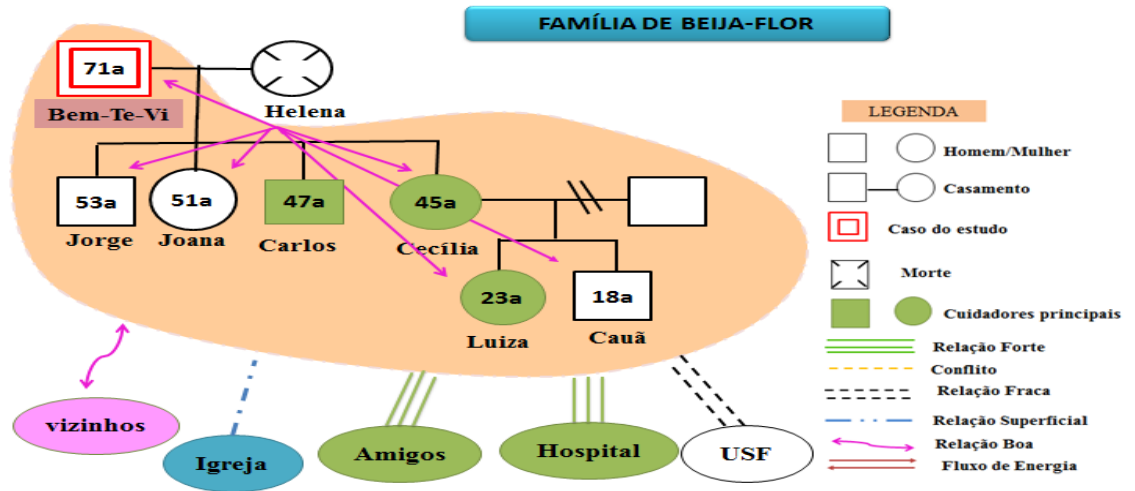 FAMÍLIA DE BEIJA-FLOR
71a
Bem-Te-Vi
Helena
53a
51a
47a
45a
Jorge
Joana
Carlos
Cecília
23a
18a
Luiza
Cauã
vizinhos
Igreja
Amigos
Hospital
USF
LEGENDA
Homem/Mulher
Casamento
Caso do estudo
Morte
Cuidadores principais
Relação Forte
Conflito
Relação Fraca
Relação Superficial
Relação Boa
Fluxo de Energia